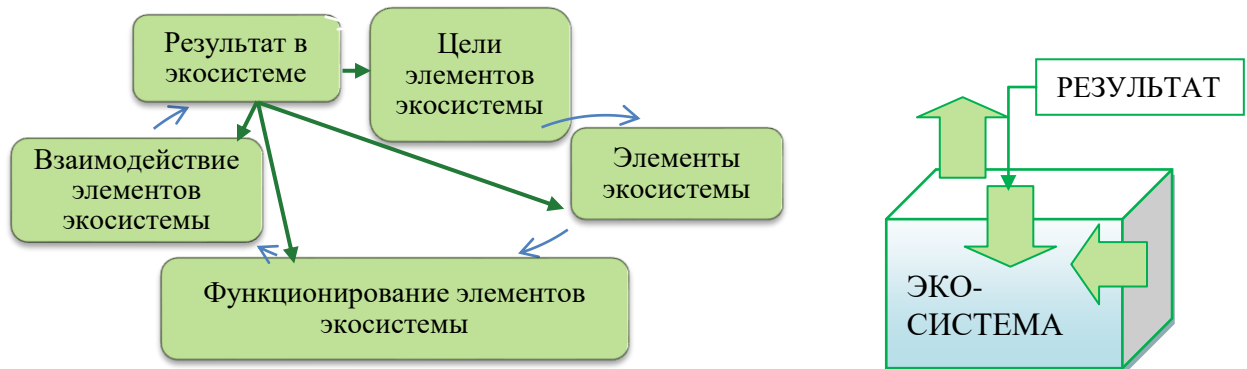 Результат в
экосистеме
Цели
элементов
экосистемы
Элементы
экосистемы
Функционирование элементов
экосистемы
Взаимодействие
элементов
экосистемы
РЕЗУЛЬТАТ
ЭКО-
СИСТЕМА